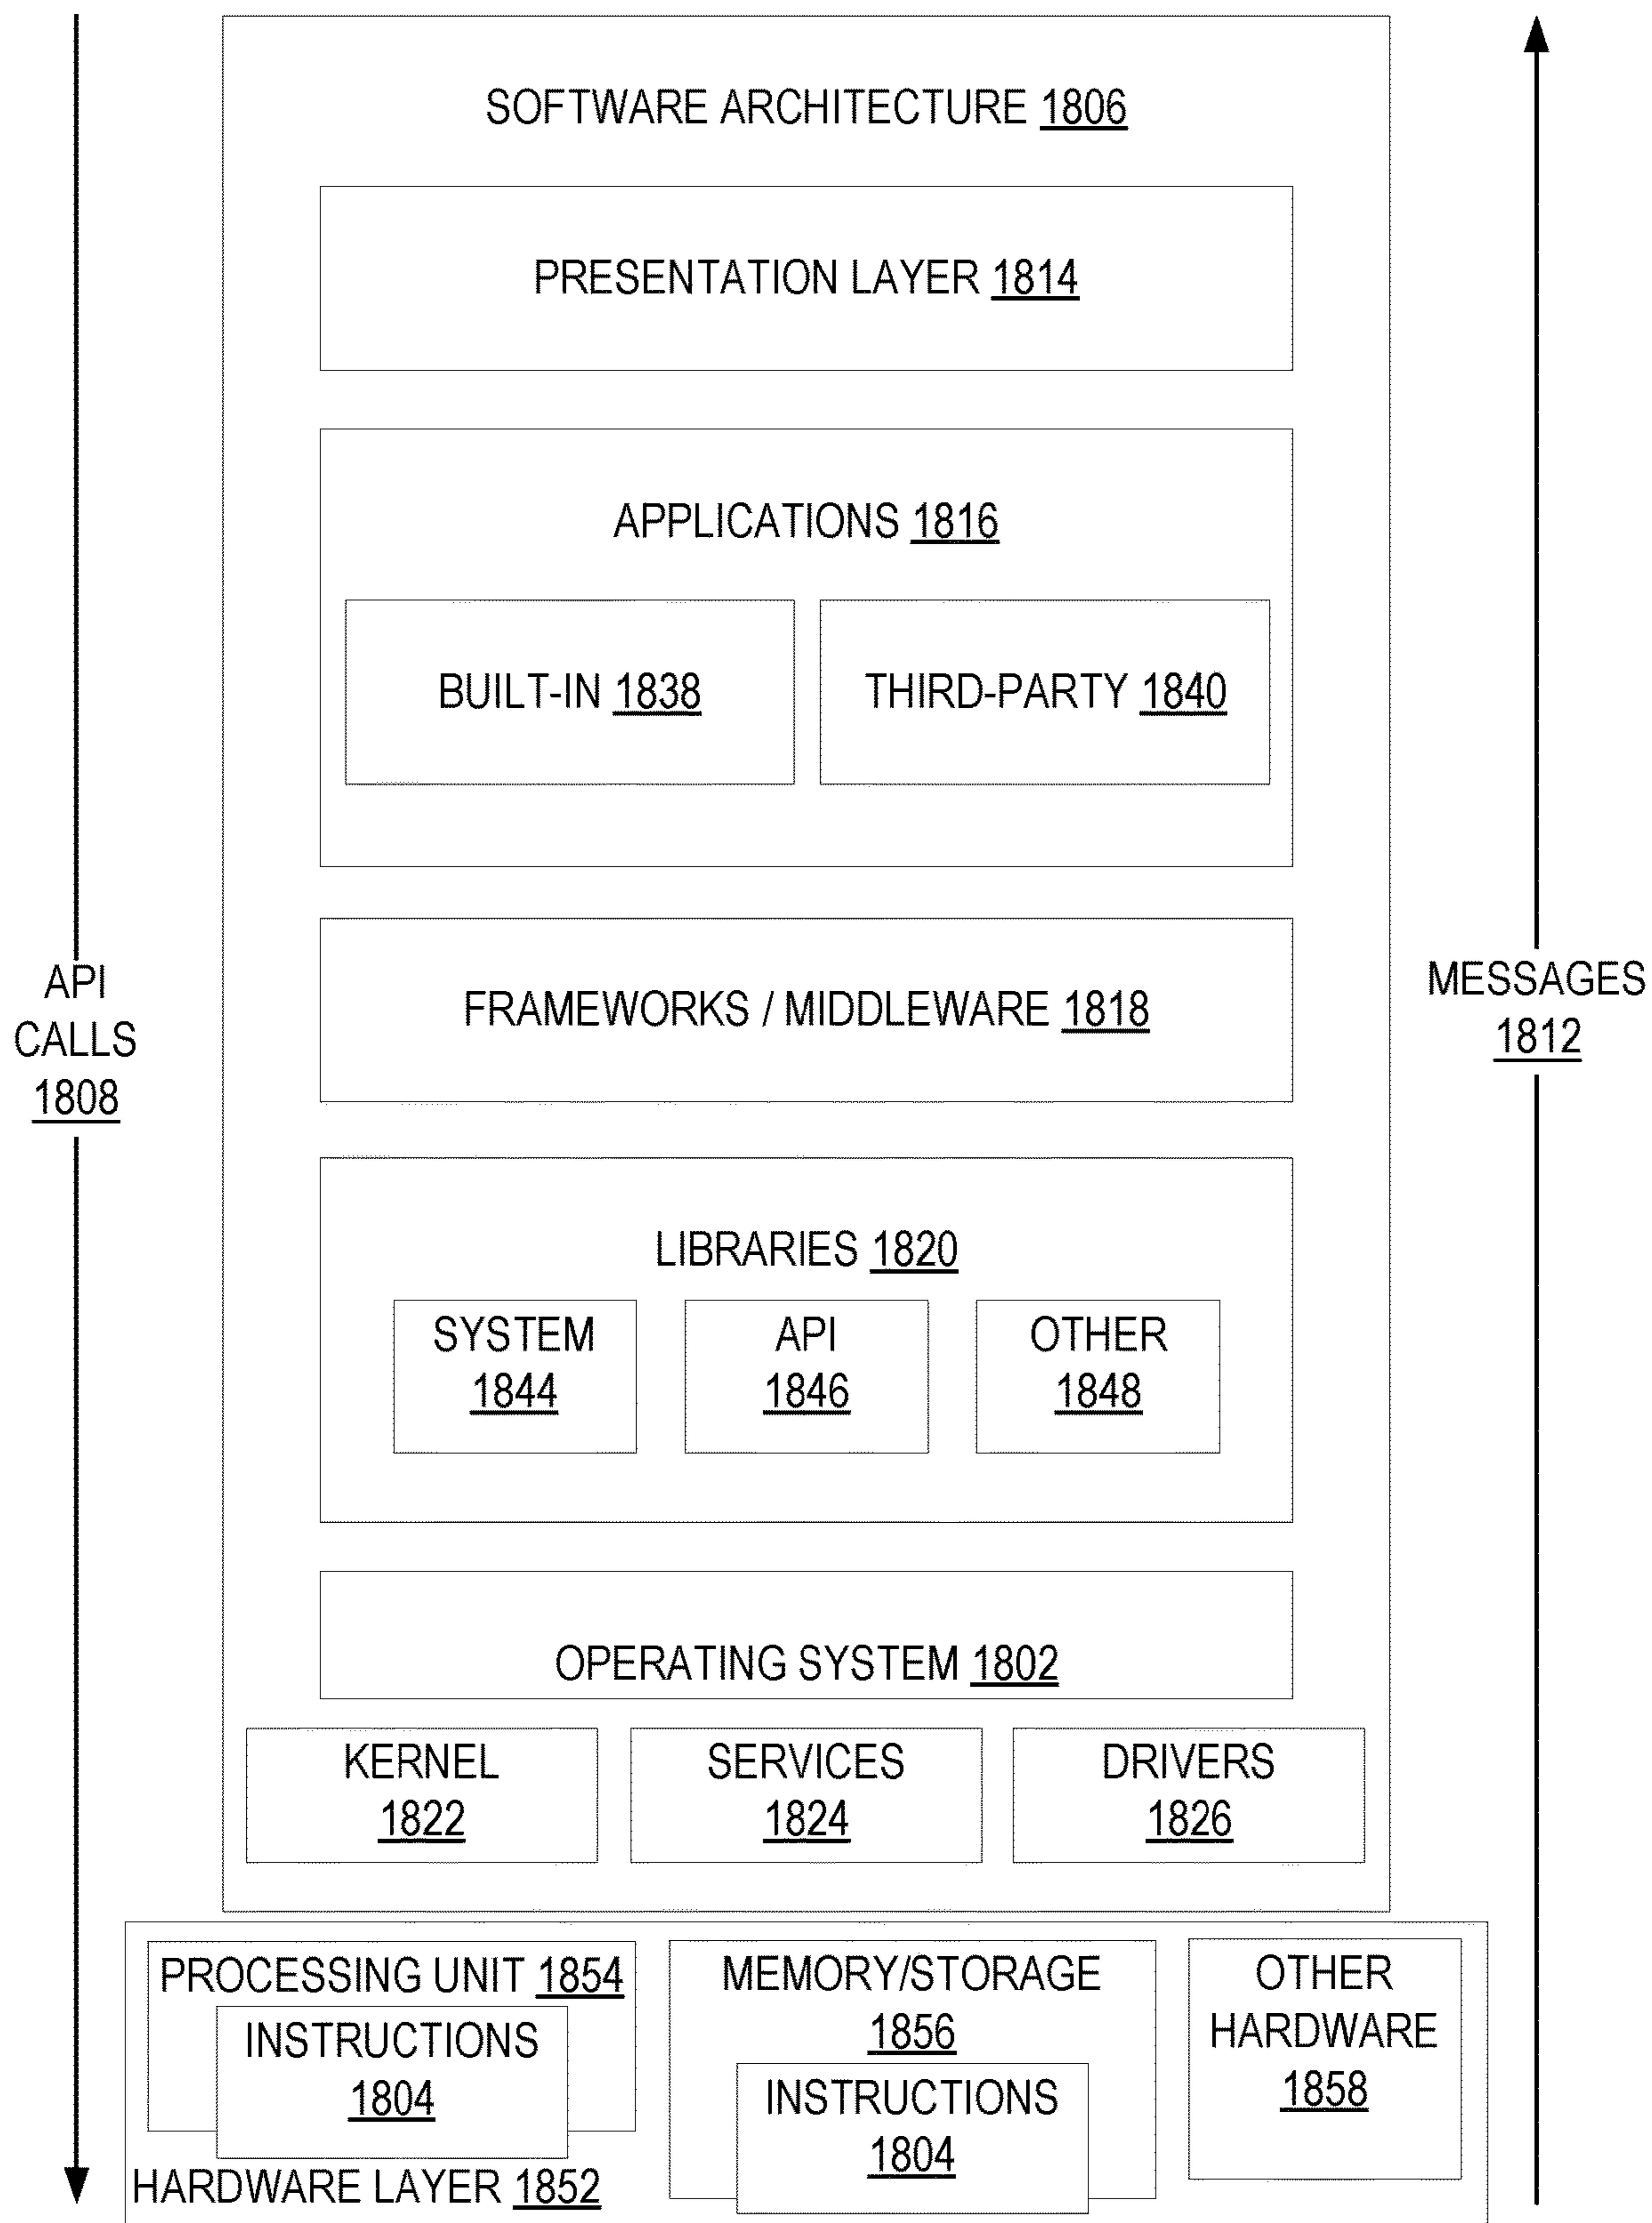 SOFTWARE ARCHITECTURE 1806
PRESENTATION LAYER 1814
APPLICATIONS 1816
BUILT-IN 1838
THIRD-PARTY 1840
API
CALLS
1808
FRAMEWORKS / MIDDLEWARE 1818
MESSAGES
1812
LIBRARIES 1820
SYSTEM
1844
API
1846
OTHER
1848
OPERATING SYSTEM 1802
KERNEL
1822
SERVICES
1824
DRIVERS
1826
PROCESSING UNIT 1854
INSTRUCTIONS
1804
MEMORY/STORAGE
1856
INSTRUCTIONS
1804
OTHER
HARDWARE
1858
HARDWARE LAYER 1852